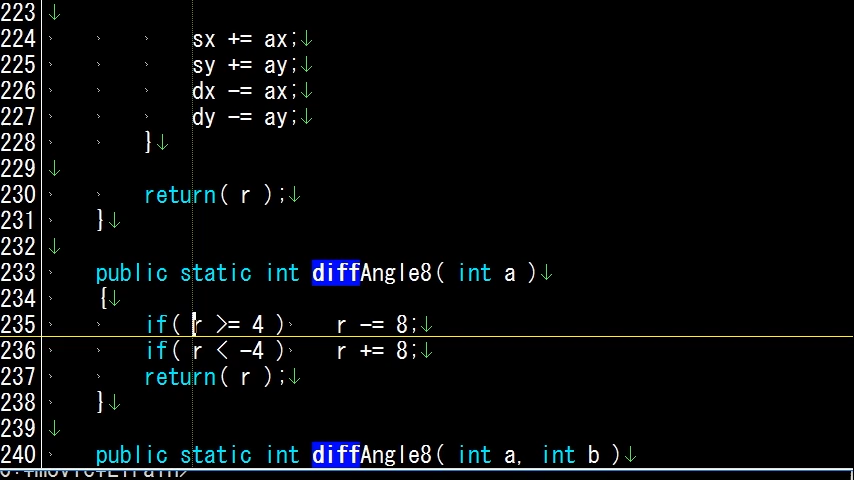 223
224 sx += ax;↓
225 sy += ay;↓
226 dx -= ax;↓
227 dy -= ay;↓
228 }↓
229 ↓
230 return( r );↓
231 }↓
232 ↓
233 public static int diffAngle8( int a )↓
234 {↓
235 if( r >= 4 ) r -= 8;↓
236 if( r < -4 ) r += 8;↓
237 return( r );↓
238 }↓
239 ↓
240 public static int diffAngle8( int a, int b )↓